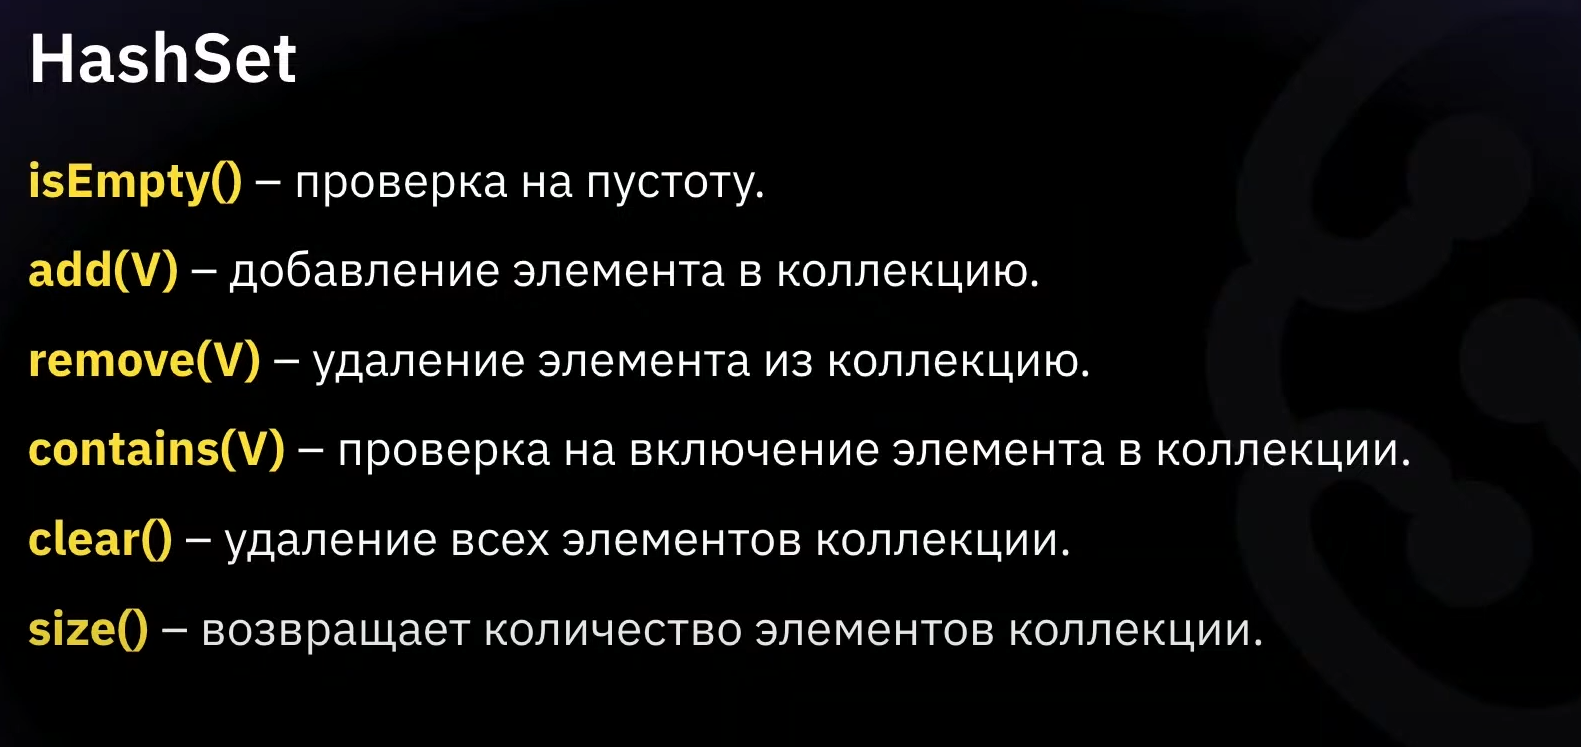 HashSet
isEmpty() – проверка на пустоту.
add(V) – добавление элемента в коллекцию.
remove(V) – удаление элемента из коллекцию.
contains(V) – проверка на включение элемента в коллекции.
clear() – удаление всех элементов коллекции.
size() – возвращает количество элементов коллекции.